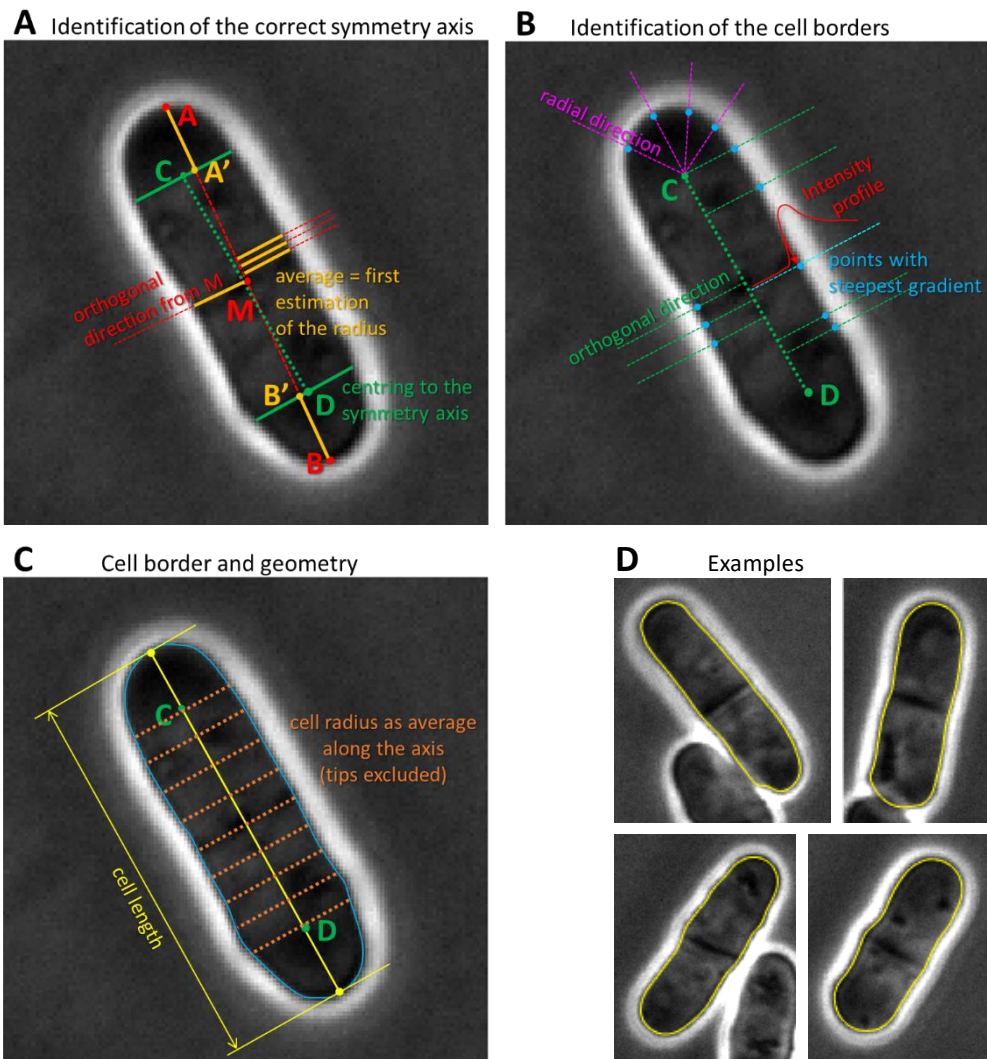 A Identification of the correct symmetry axis
A
C
A’
orthogonal
direction from M
M
average = first
estimation
of the radius
B’
D
centring to the
symmetry axis
B
B Identification of the cell borders
radial direction
C
Intensity
profile
points with
steepest gradient
orthogonal direction
D
C Cell border and geometry
C
cell radius as average
along the axis
(tips excluded)
cell length
D
D Examples